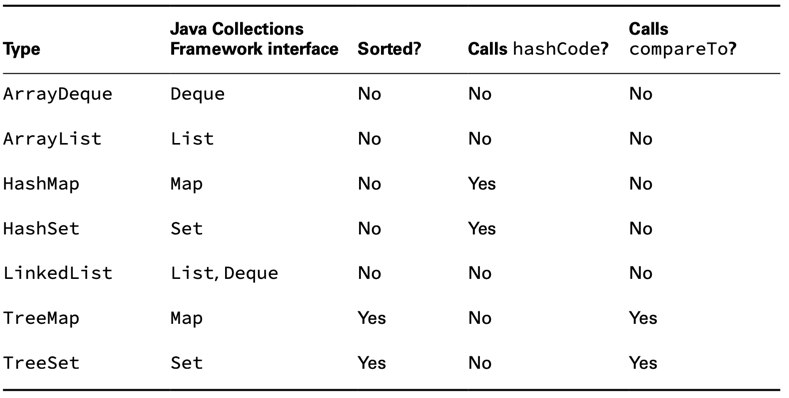 Java Collections Calls
Type Framework interface Sorted? Calls hashCode? compareTo?
ArrayDeque Deque No No No
ArrayList List No No No
HashMap Map No Yes No
HashSet Set No Yes No
LinkedList List, Deque No No No
TreeMap Map Yes No Yes
TreeSet Set Yes No Yes